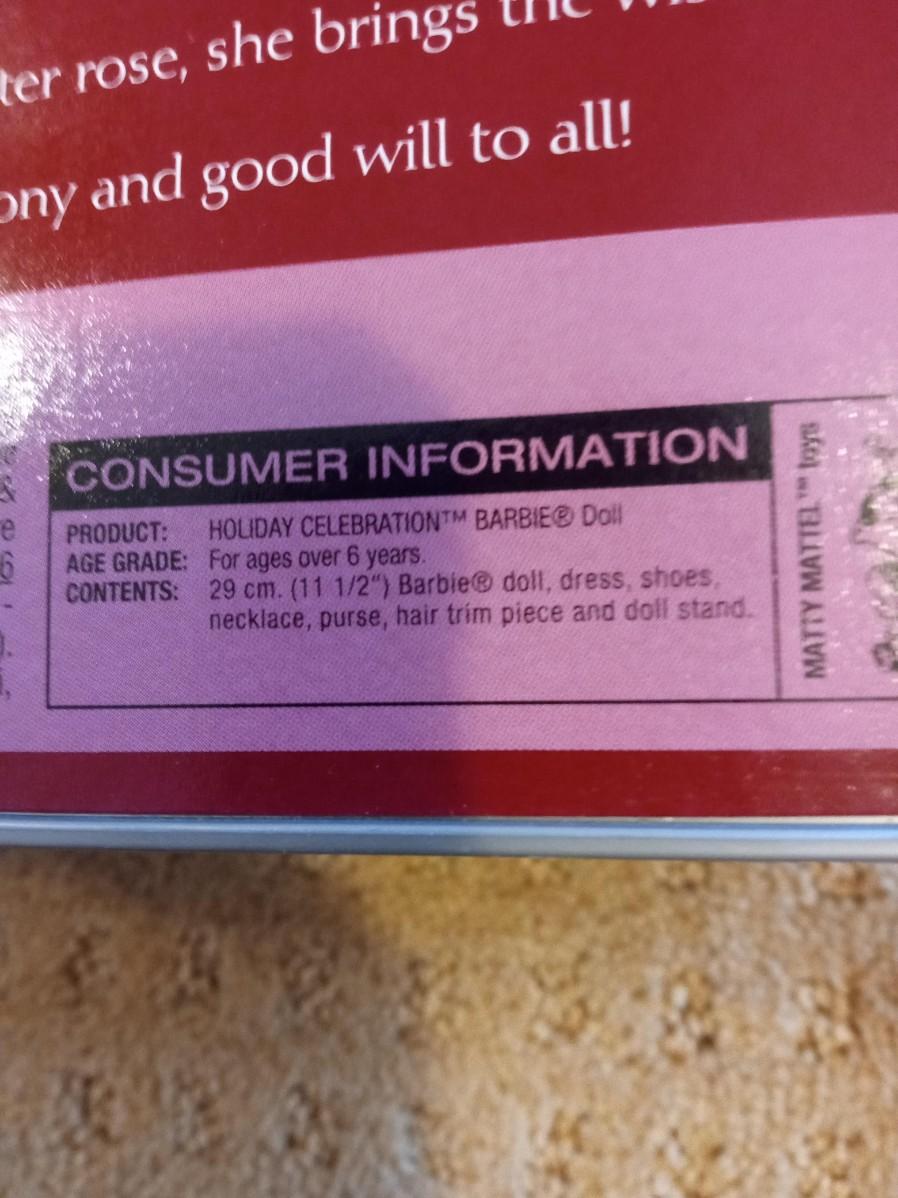 rose, she brings the
and good will to all!
&
6
CONSUMER INFORMATION
PRODUCT: HOLIDAY CELEBRATION™ BARBIE® Doll
AGE GRADE: For ages over 6 years.
CONTENTS: 29 cm. (11 1/2") Barbie® doll, dress, shoes,
necklace, purse, hair trim piece and doll stand.
MATTY MATTEL™ toys